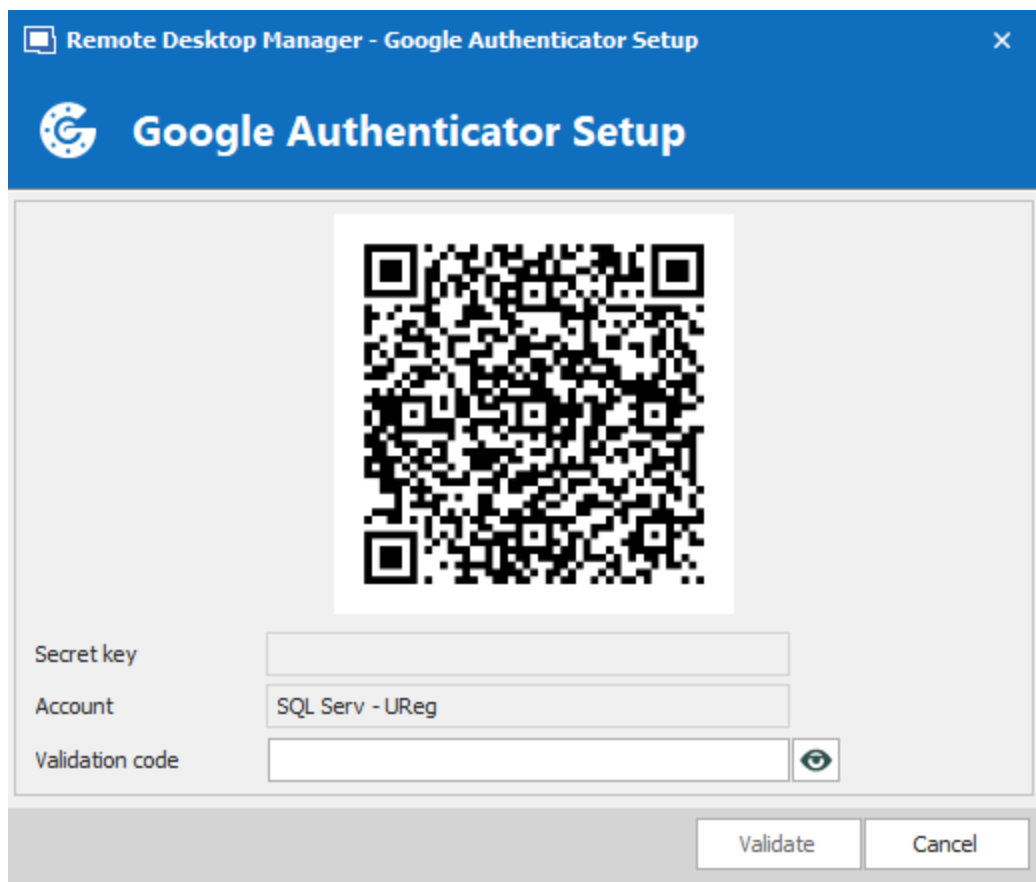 Remote Desktop Manager - Google Authenticator Setup
Google Authenticator Setup
Secret key
Account SQL Serv - UReg
Validation code
Validate Cancel